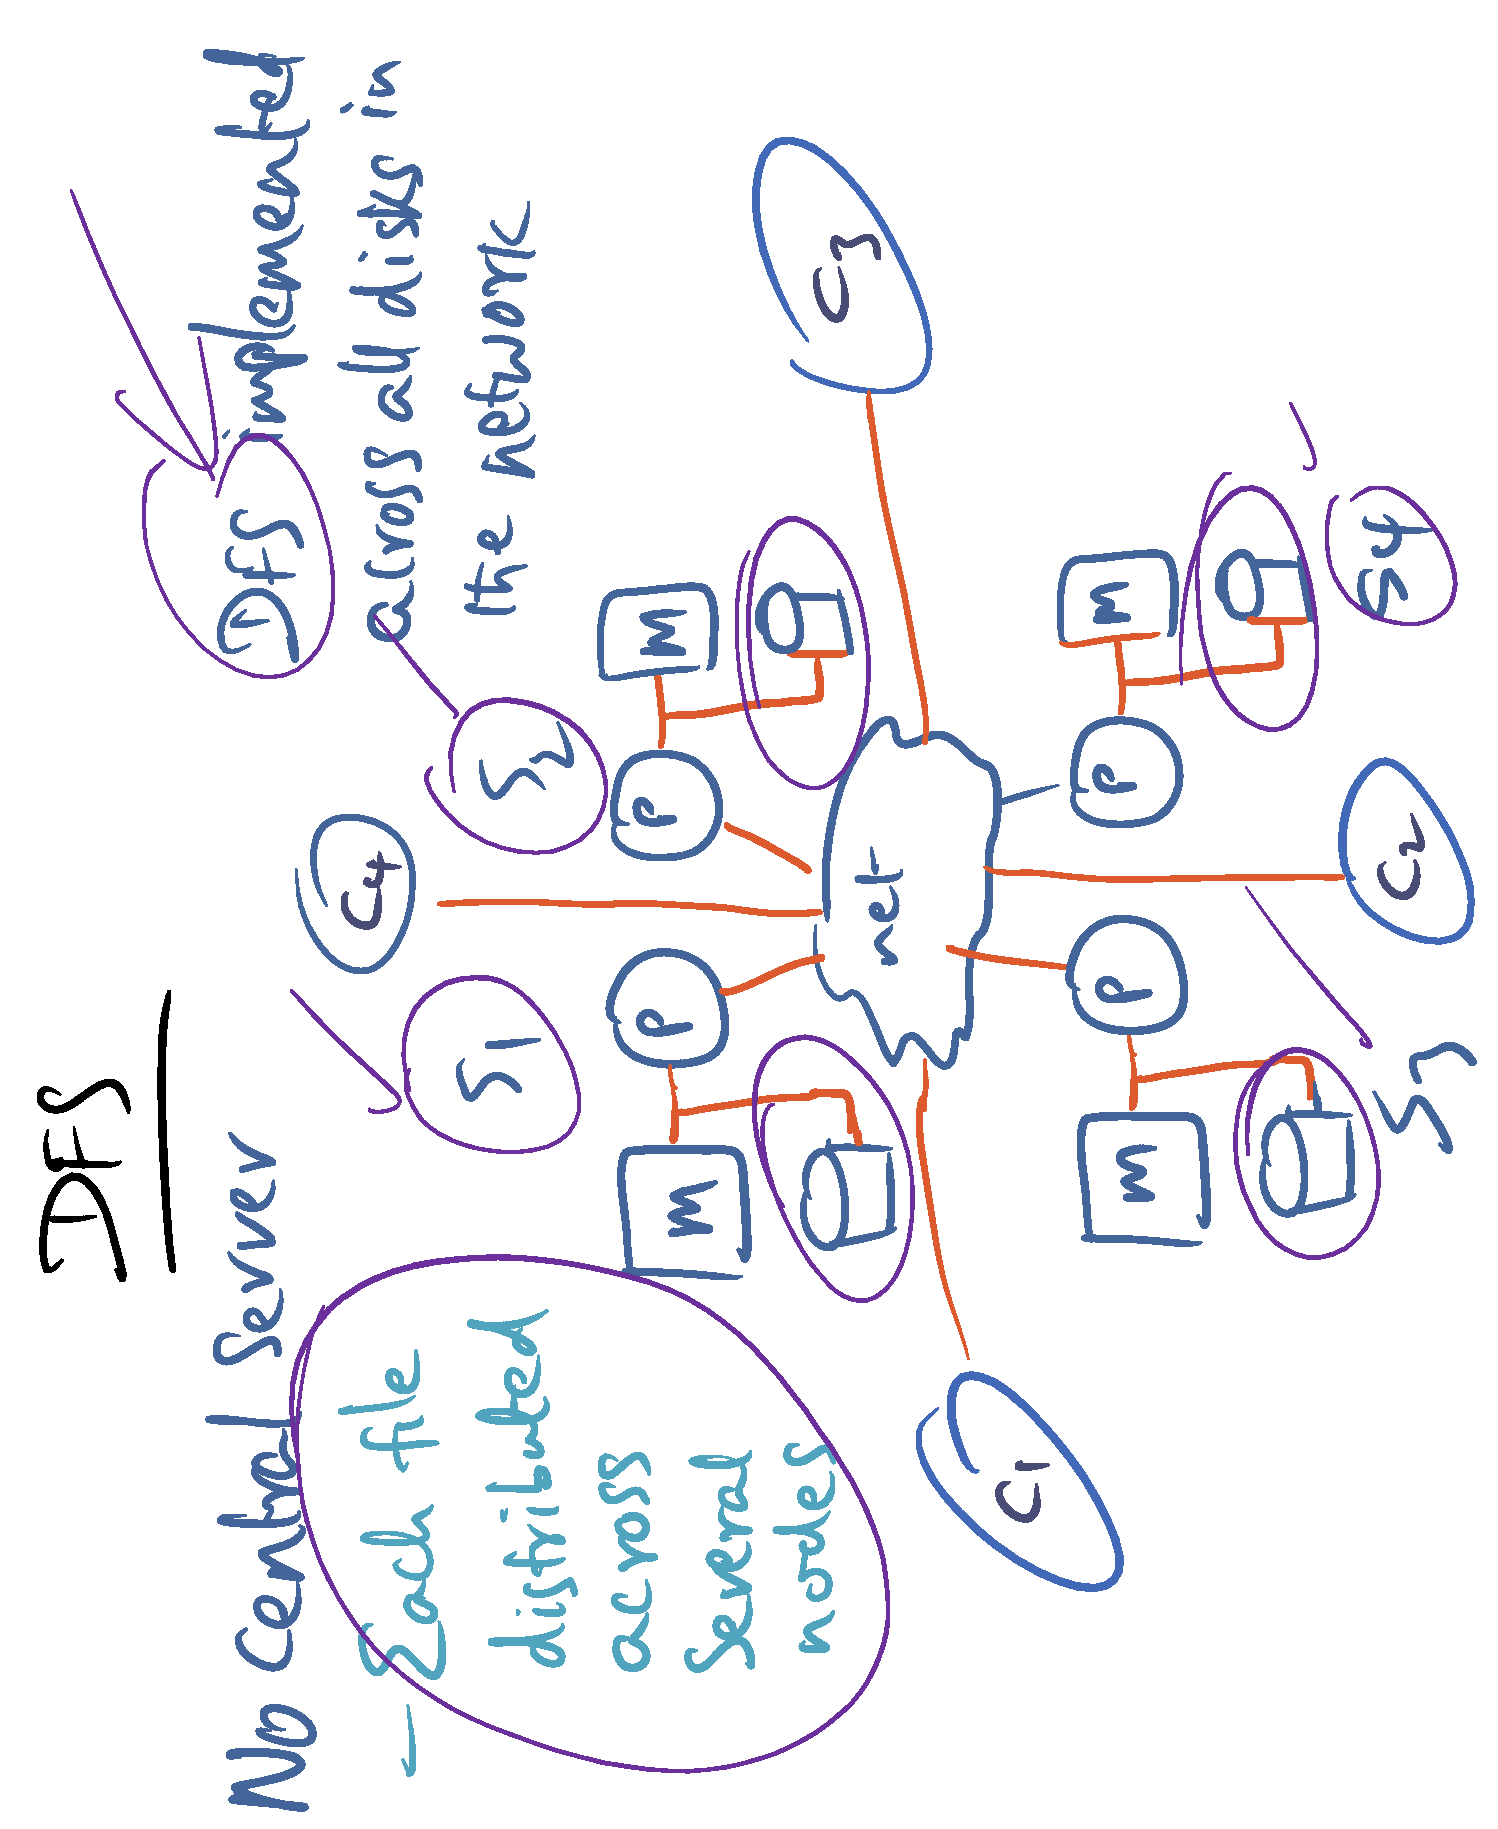 DFS
No Central Server
- Each file
distributed
across
several
nodes
DFS implemented
across all disks in
the network
C4
S1
S2
P
P
M
M
net
C1
C3
P
P
M
M
S3
C2
S4